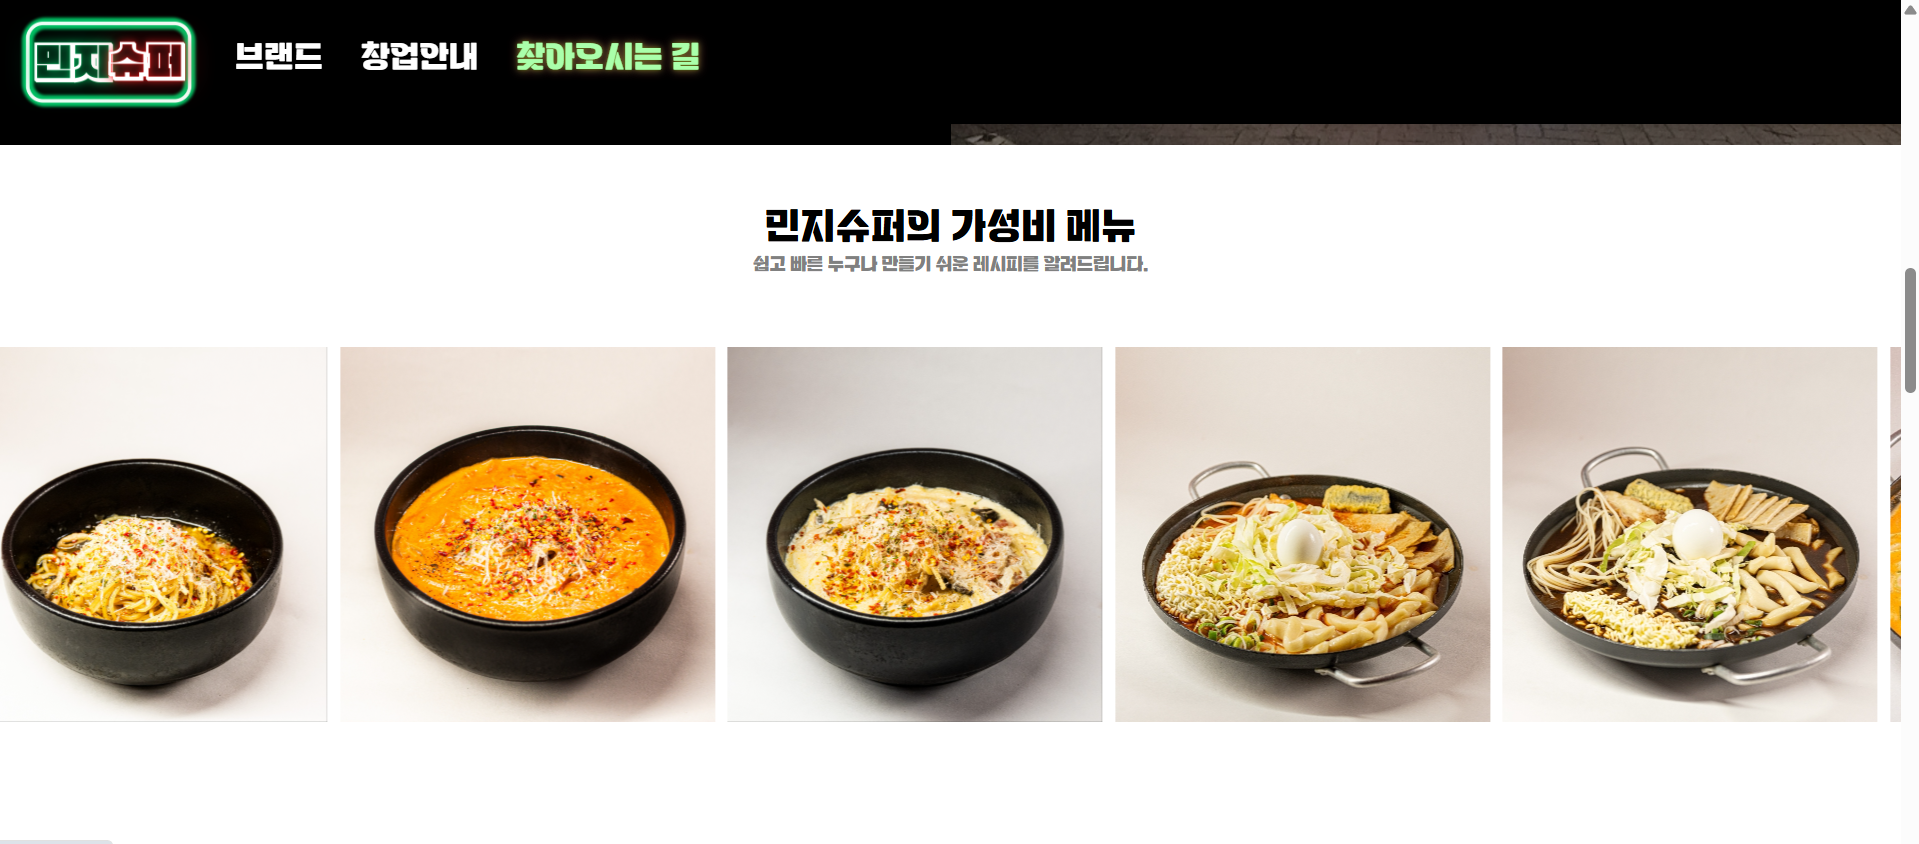 민지슈퍼
브랜드 창업안내 찾아오시는 길
민지슈퍼의 가성비 메뉴
쉽고 빠른 누구나 만들기 쉬운 레시피를 알려드립니다.